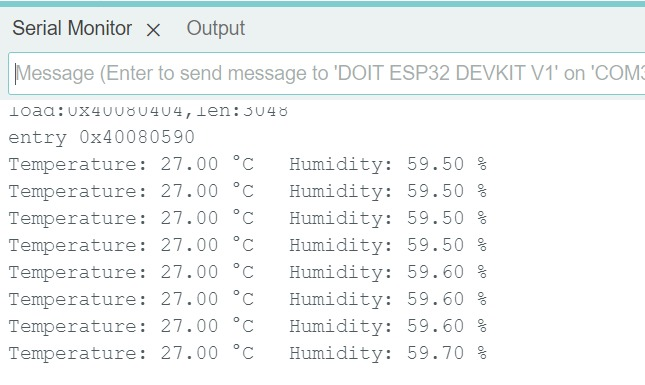 Serial Monitor × Output
Message (Enter to send message to 'DOIT ESP32 DEVKIT V1' on 'COM3
load:0x40080404,len:3048
entry 0x40080590
Temperature: 27.00 °C Humidity: 59.50 %
Temperature: 27.00 °C Humidity: 59.50 %
Temperature: 27.00 °C Humidity: 59.50 %
Temperature: 27.00 °C Humidity: 59.50 %
Temperature: 27.00 °C Humidity: 59.60 %
Temperature: 27.00 °C Humidity: 59.60 %
Temperature: 27.00 °C Humidity: 59.60 %
Temperature: 27.00 °C Humidity: 59.70 %